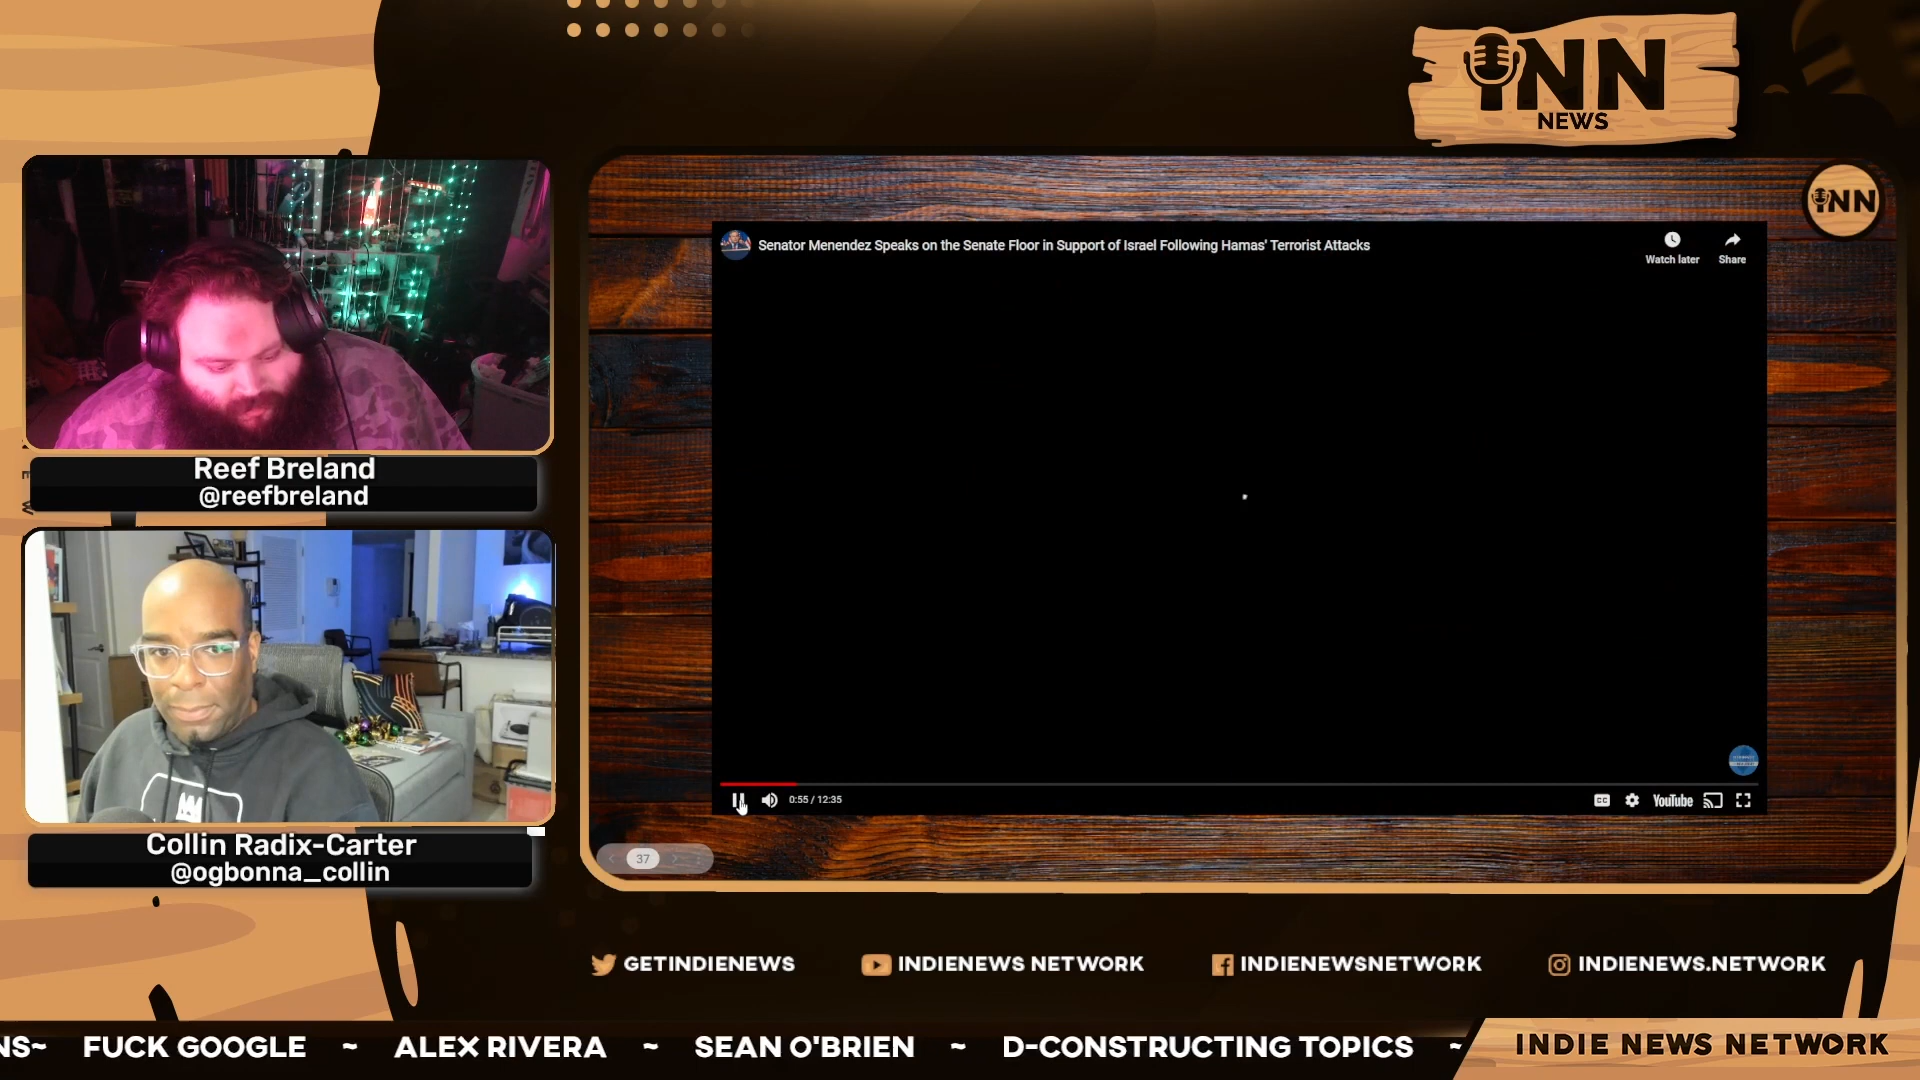 iNN
NEWS
iNN
Senator Menendez Speaks on the Senate Floor in Support of Israel Following Hamas' Terrorist Attacks
Watch later
Share
Reef Breland
@reefbreland
Collin Radix-Carter
@ogbonna_collin
0:55 / 12:35
CC
YouTube
37
GETINDIENEWS
INDIENEWS NETWORK
INDIENEWSNETWORK
INDIENEWS.NETWORK
NS~ FUCK GOOGLE ~ ALEX RIVERA ~ SEAN O'BRIEN ~ D-CONSTRUCTING TOPICS ~
INDIE NEWS NETWORK